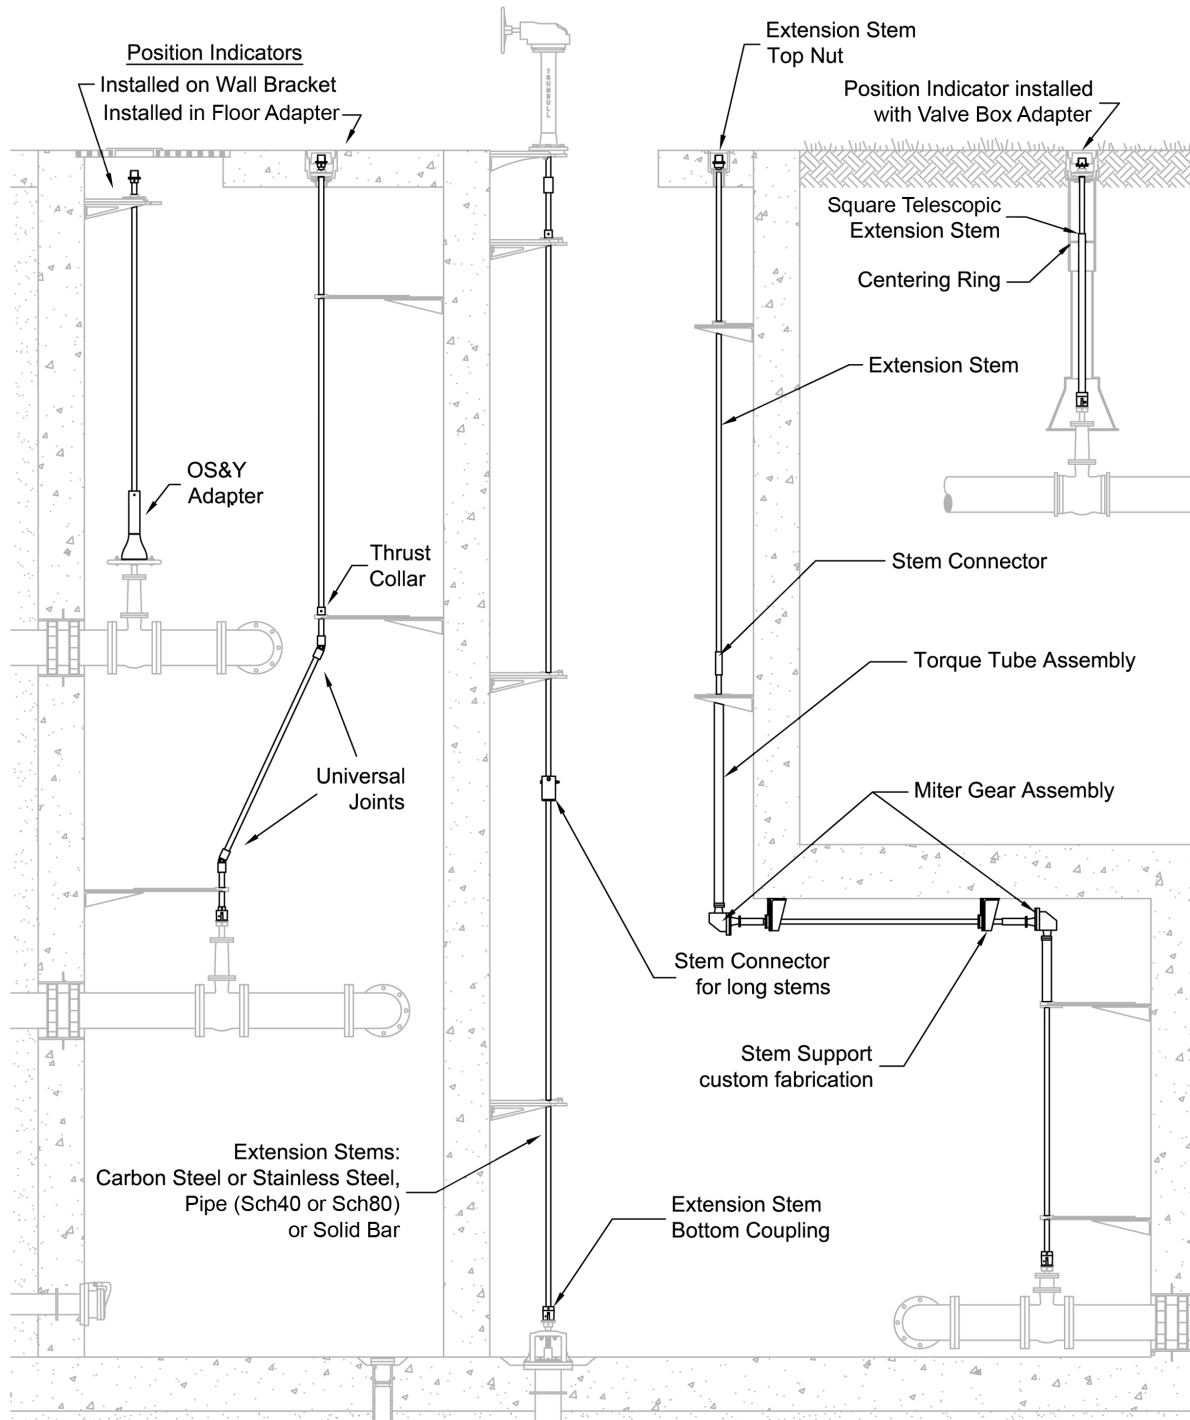 Position Indicators
Installed on Wall Bracket
Installed in Floor Adapter
TRUMBULL
Extension Stem
Top Nut
Position Indicator installed
with Valve Box Adapter
Square Telescopic
Extension Stem
Centering Ring
Extension Stem
OS&Y
Adapter
Thrust
Collar
Stem Connector
Torque Tube Assembly
Universal
Joints
Miter Gear Assembly
Stem Connector
for long stems
Stem Support
custom fabrication
Extension Stems:
Carbon Steel or Stainless Steel,
Pipe (Sch40 or Sch80)
or Solid Bar
Extension Stem
Bottom Coupling